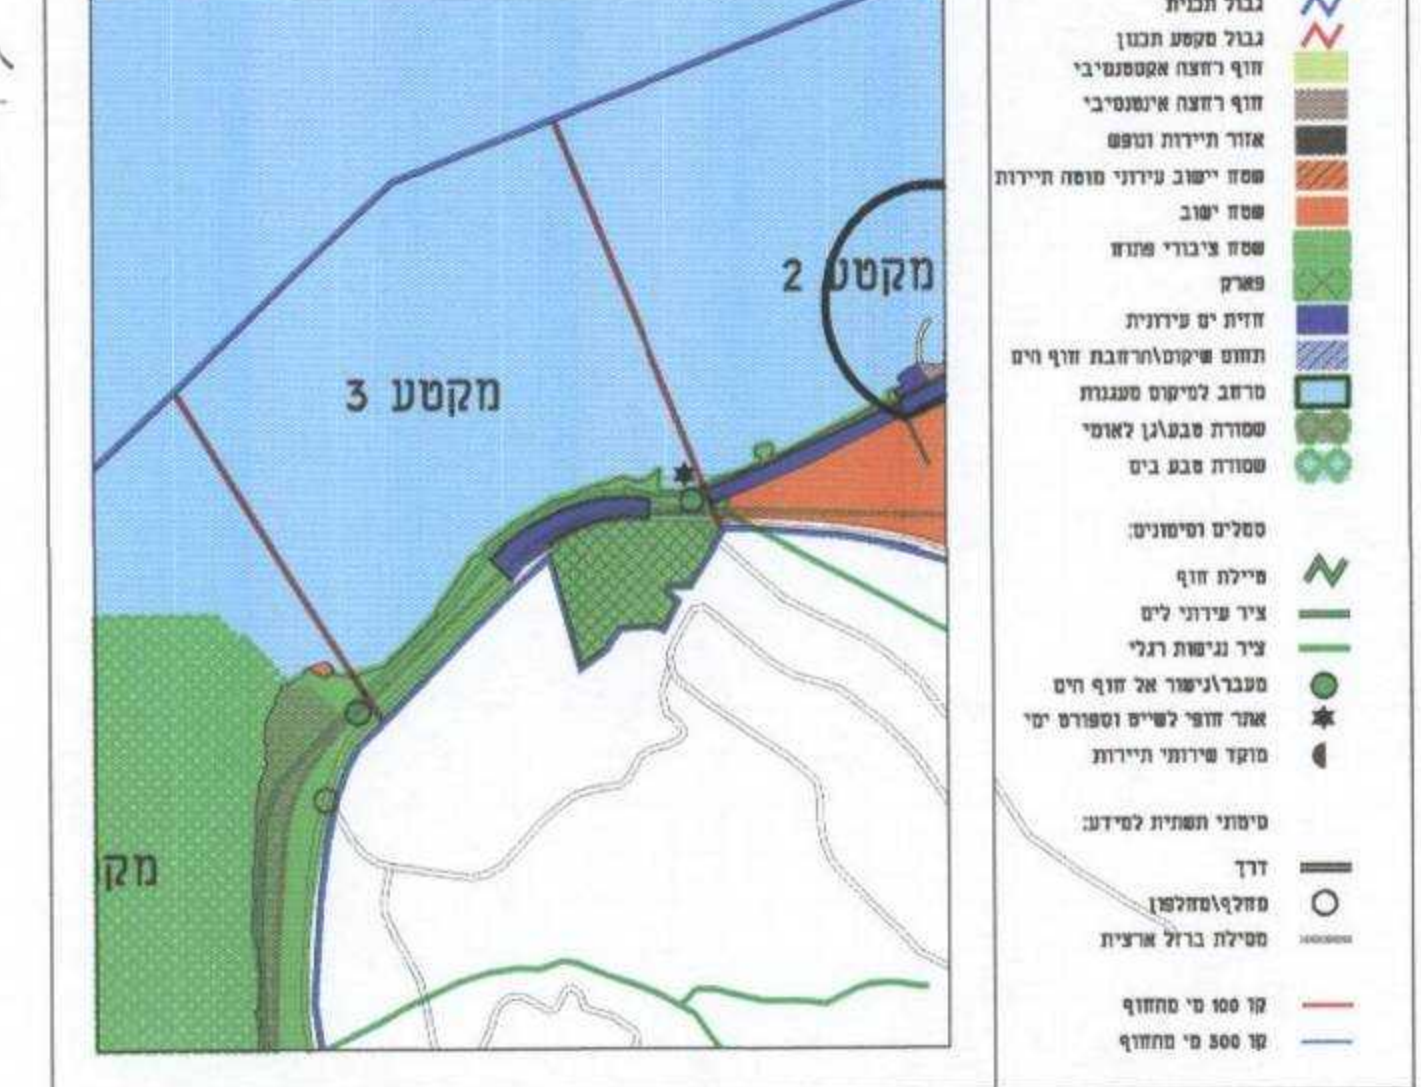 גבול תכנית
גבול מקטע תכנון
חוף רחצה אקסטנסיבי
חוף רחצה אינטנסיבי
אזור תיירות ונופש
שטח יישוב עירוני מוטה תיירות
שטח ישוב
שטח ציבורי פתוח
פארק
חזית ים עירונית
תחום שיקום\הרחבת חוף הים
מרחב למיקום מעגנות
שמורת טבע\גן לאומי
שמורת טבע בים
סמלים וסימונים:
טיילת חוף
ציר עירוני לים
ציר נגישות רגלי
מעבר\גישור אל חוף הים
אתר חופי לשייט וספורט ימי
מוקד שירותי תיירות
סימוני תשתית למידע:
דרך
מחלף\מחלפון
מסילת ברזל ארצית
קו 100 מ' מהחוף
קו 300 מ' מהחוף
מקטע 2
מקטע 3
מק